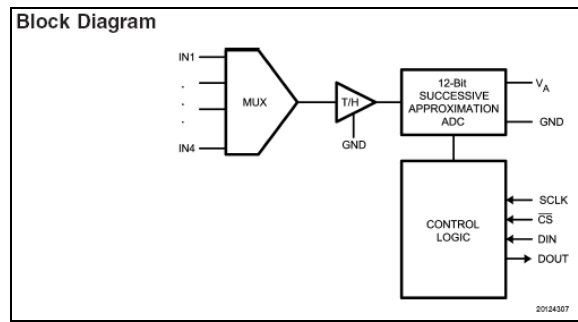 Block Diagram
IN1
.
.
.
IN4
MUX
T/H
GND
12-Bit
SUCCESSIVE
APPROXIMATION
ADC
VA
GND
CONTROL
LOGIC
SCLK
CS
DIN
DOUT
20124307